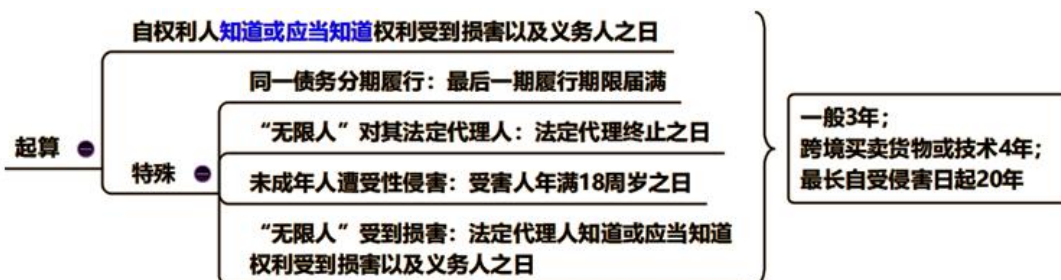 自权利人知道或应当知道权利受到损害以及义务人之日
同一债务分期履行：最后一期履行期限届满
“无限人”对其法定代理人：法定代理终止之日
起算
特殊
未成年人遭受性侵害：受害人年满18周岁之日
“无限人”受到损害：法定代理人知道或应当知道
权利受到损害以及义务人之日
一般3年；
跨境买卖货物或技术4年；
最长自受侵害日起20年